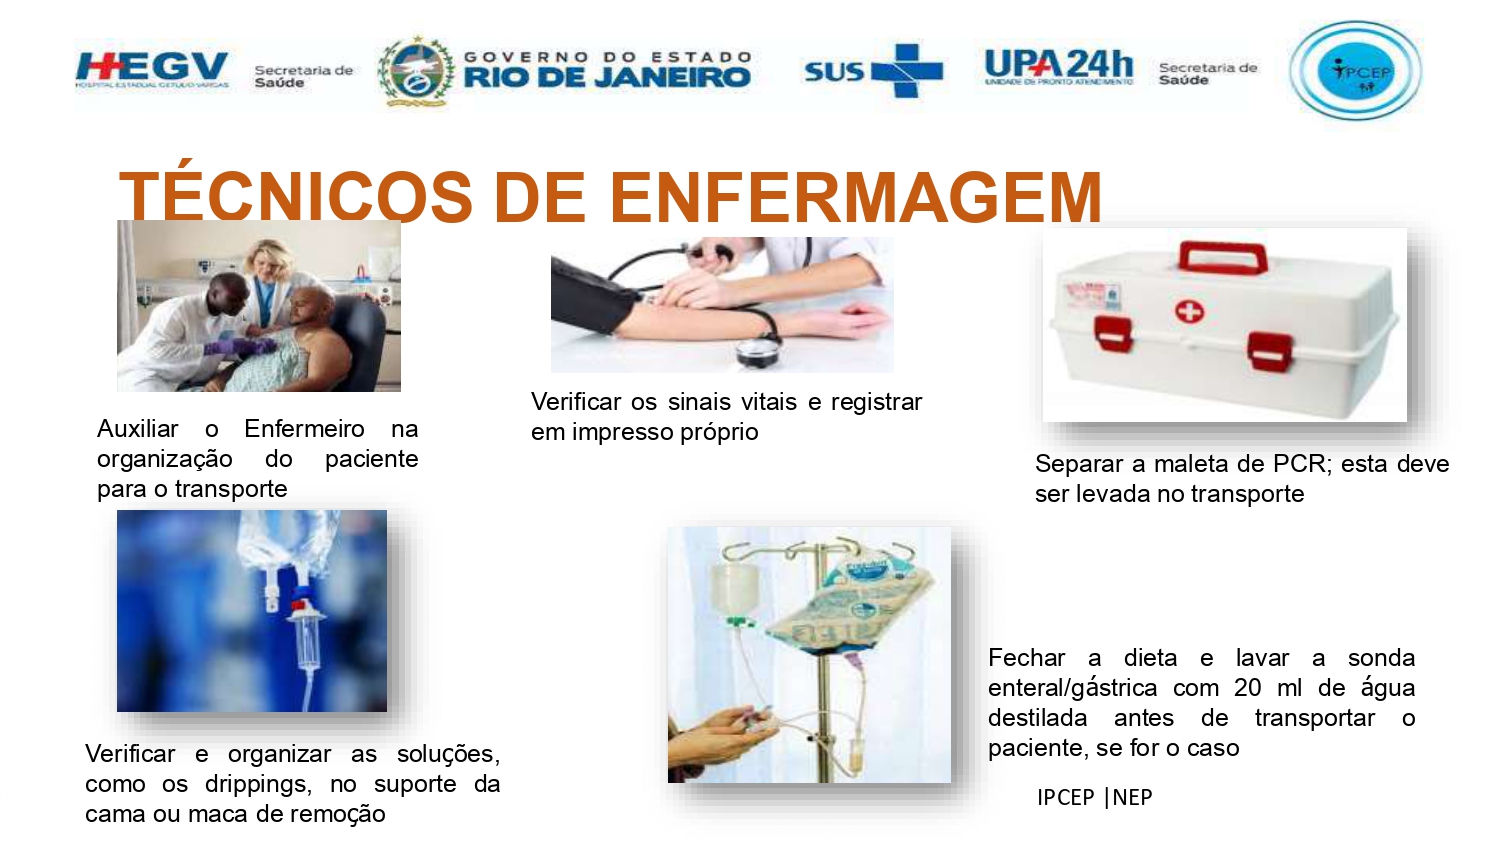 HEGV
HOSPITAL ESTADUAL GETULIO VARGAS
Secretaria de
Saúde
GOVERNO DO ESTADO
RIO DE JANEIRO
SUS
UPA24h
UNIDADE DE PRONTO ATENDIMENTO
Secretaria de
Saúde
IPCEP
TÉCNICOS DE ENFERMAGEM
Auxiliar o Enfermeiro na
organização do paciente
para o transporte
Verificar os sinais vitais e registrar
em impresso próprio
Separar a maleta de PCR; esta deve
ser levada no transporte
Verificar e organizar as soluções,
como os drippings, no suporte da
cama ou maca de remoção
Fechar a dieta e lavar a sonda
enteral/gástrica com 20 ml de água
destilada antes de transportar o
paciente, se for o caso
IPCEP |NEP